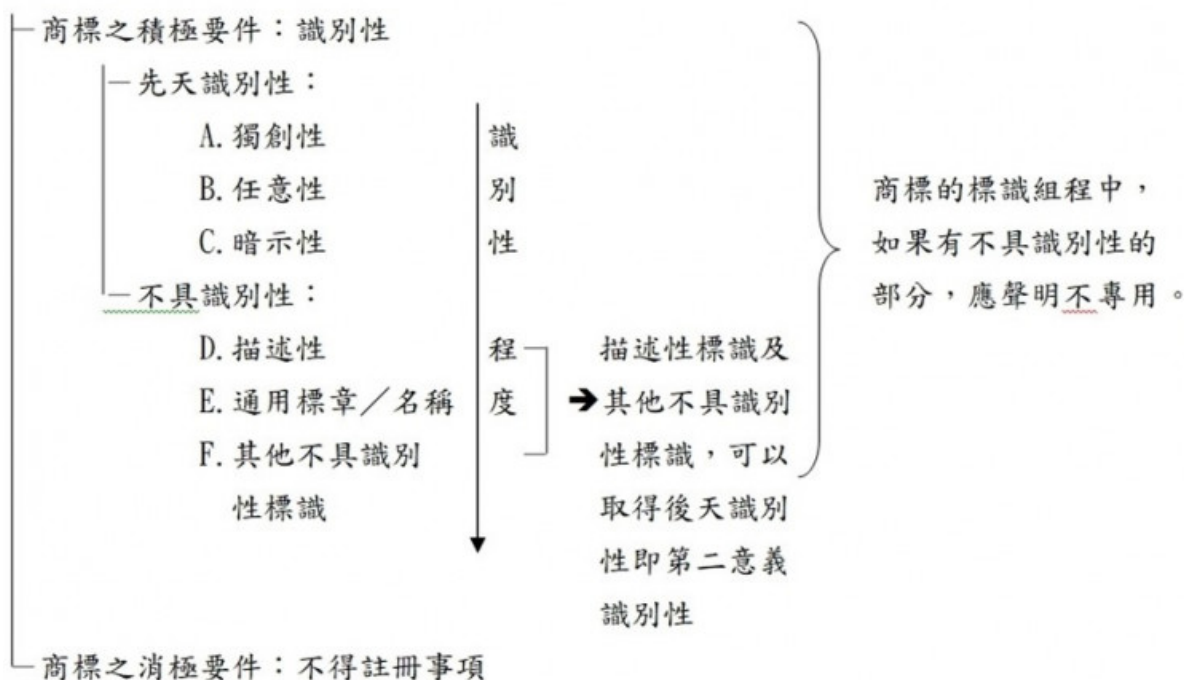 商標之積極要件：識別性
先天識別性：
A.獨創性
B.任意性
C.暗示性
不具識別性：
D.描述性
E.通用標章／名稱
F.其他不具識別
性標識
識
別
性
程
度
描述性標識及
其他不具識別
性標識，可以
取得後天識別
性即第二意義
識別性
商標的標識組程中，
如果有不具識別性的
部分，應聲明不專用。
商標之消極要件：不得註冊事項